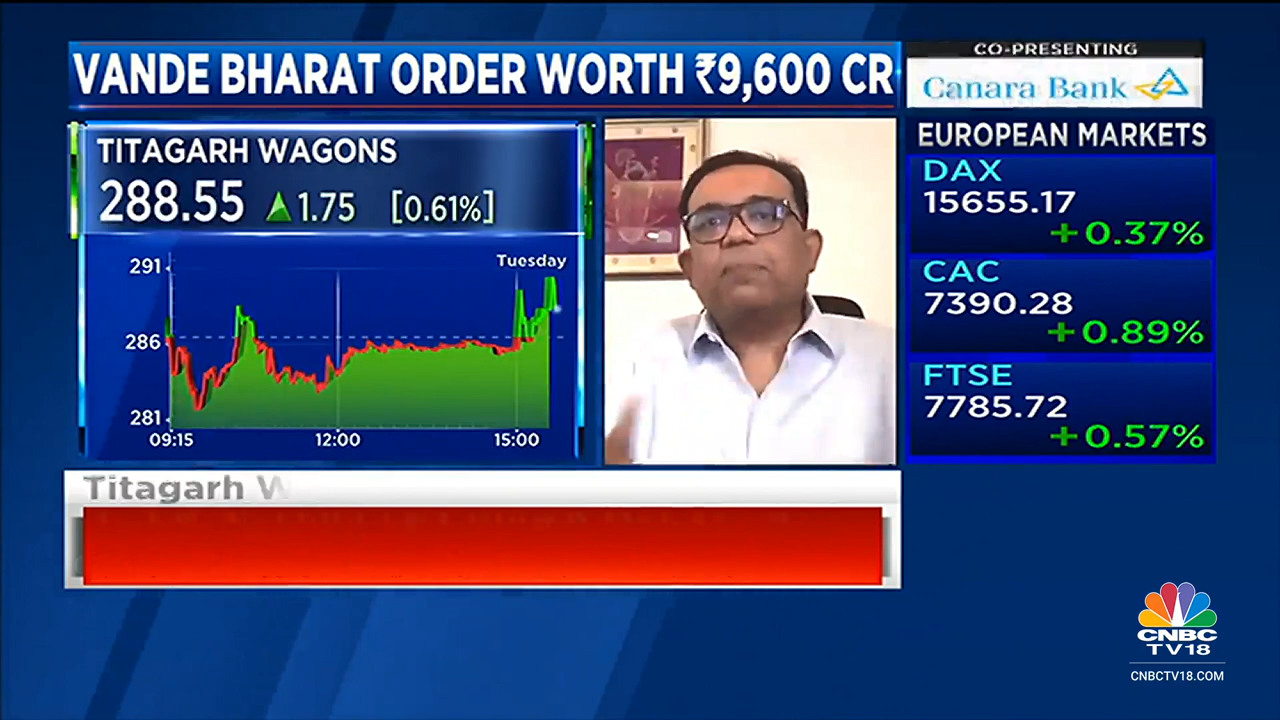 VANDE BHARAT ORDER WORTH ₹9,600 CR
CO-PRESENTING
Canara Bank
TITAGARH WAGONS
288.55 ▲1.75 [0.61%]
Tuesday
291
286
281
09:15 12:00 15:00
EUROPEAN MARKETS
DAX
15655.17
+0.37%
CAC
7390.28
+0.89%
FTSE
7785.72
+0.57%
Titagarh W
CNBC
TV18
CNBCTV18.COM